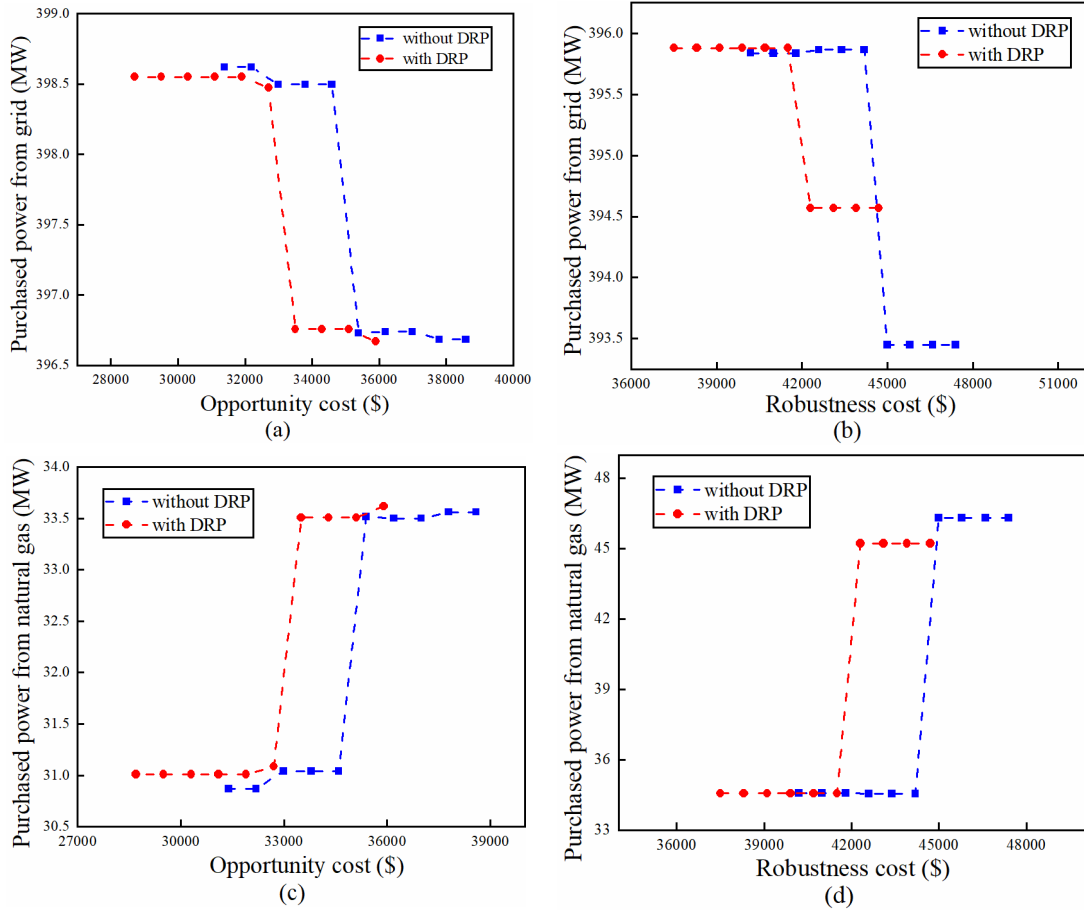 399.0
398.5
398.0
397.5
397.0
396.5
Purchased power from grid (MW)
without DRP
with DRP
28000 30000 32000 34000 36000 38000 40000
Opportunity cost ($)
(a)
396.0
395.5
395.0
394.5
394.0
393.5
Purchased power from grid (MW)
without DRP
with DRP
36000 39000 42000 45000 48000 51000
Robustness cost ($)
(b)
34.0
33.5
33.0
32.5
32.0
31.5
31.0
30.5
Purchased power from natural gas (MW)
without DRP
with DRP
27000 30000 33000 36000 39000
Opportunity cost ($)
(c)
48
45
42
39
36
33
Purchased power from natural gas (MW)
without DRP
with DRP
36000 39000 42000 45000 48000
Robustness cost ($)
(d)